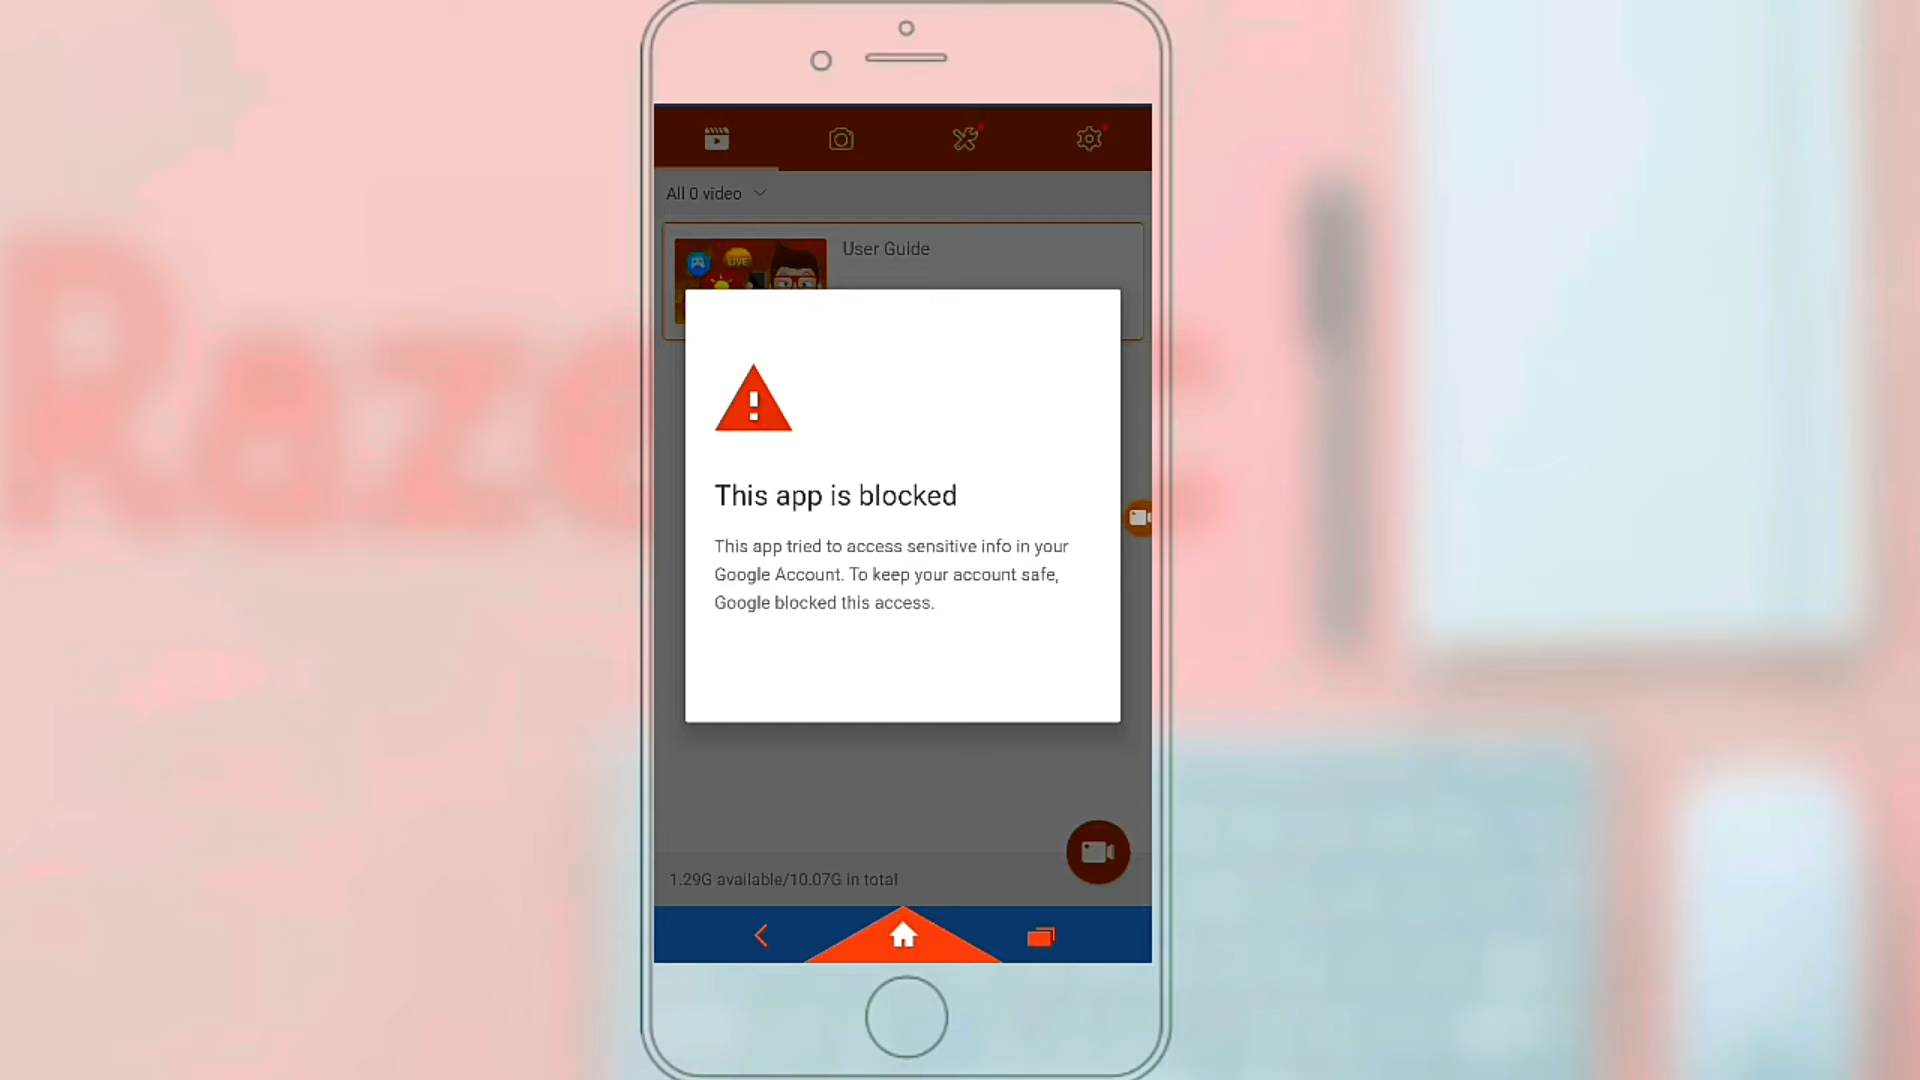 All 0 video
User Guide
LIVE
This app is blocked
This app tried to access sensitive info in your
Google Account. To keep your account safe,
Google blocked this access.
1.29G available/10.07G in total